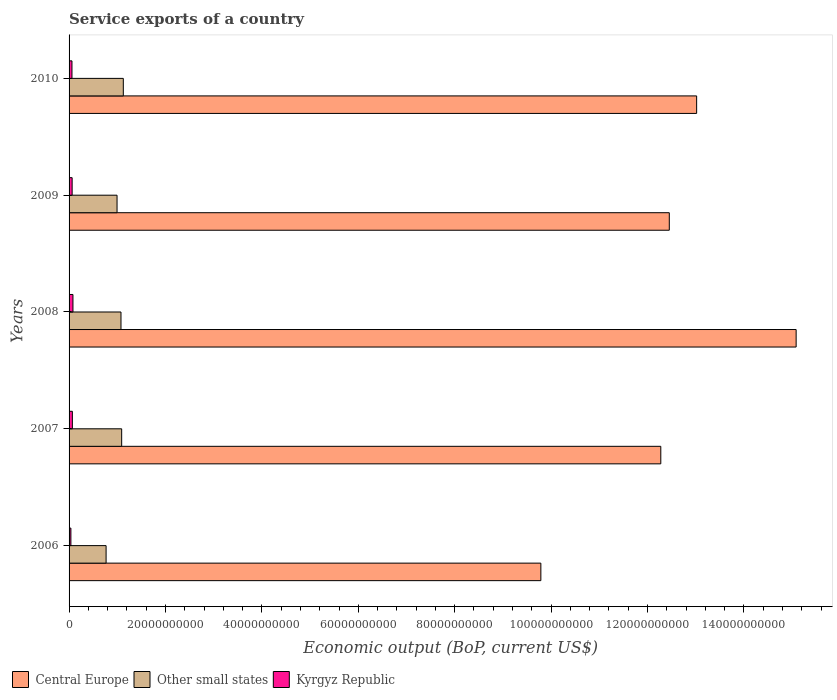 Service exports of a country
Years
2010
2009
2008
2007
2006
0
20000000000
40000000000
60000000000
80000000000
100000000000
120000000000
140000000000
Economic output (BoP, current US$)
Central Europe
Other small states
Kyrgyz Republic